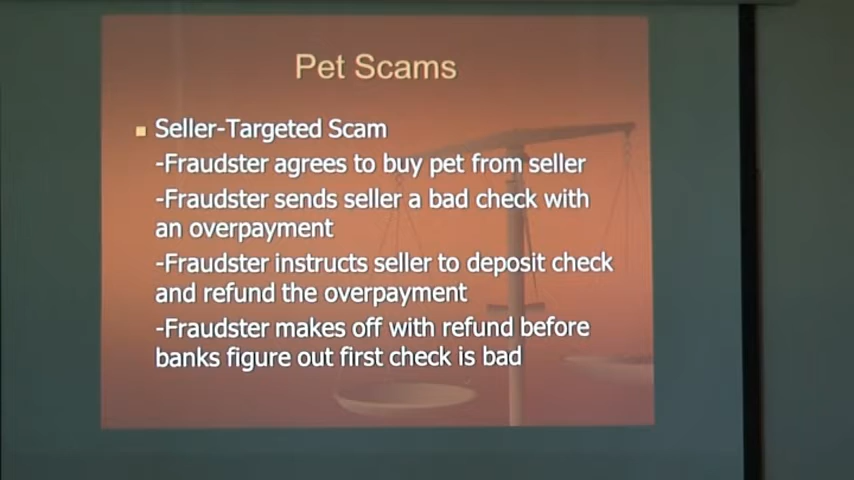 Pet Scams
Seller-Targeted Scam
-Fraudster agrees to buy pet from seller
-Fraudster sends seller a bad check with
an overpayment
-Fraudster instructs seller to deposit check
and refund the overpayment
-Fraudster makes off with refund before
banks figure out first check is bad